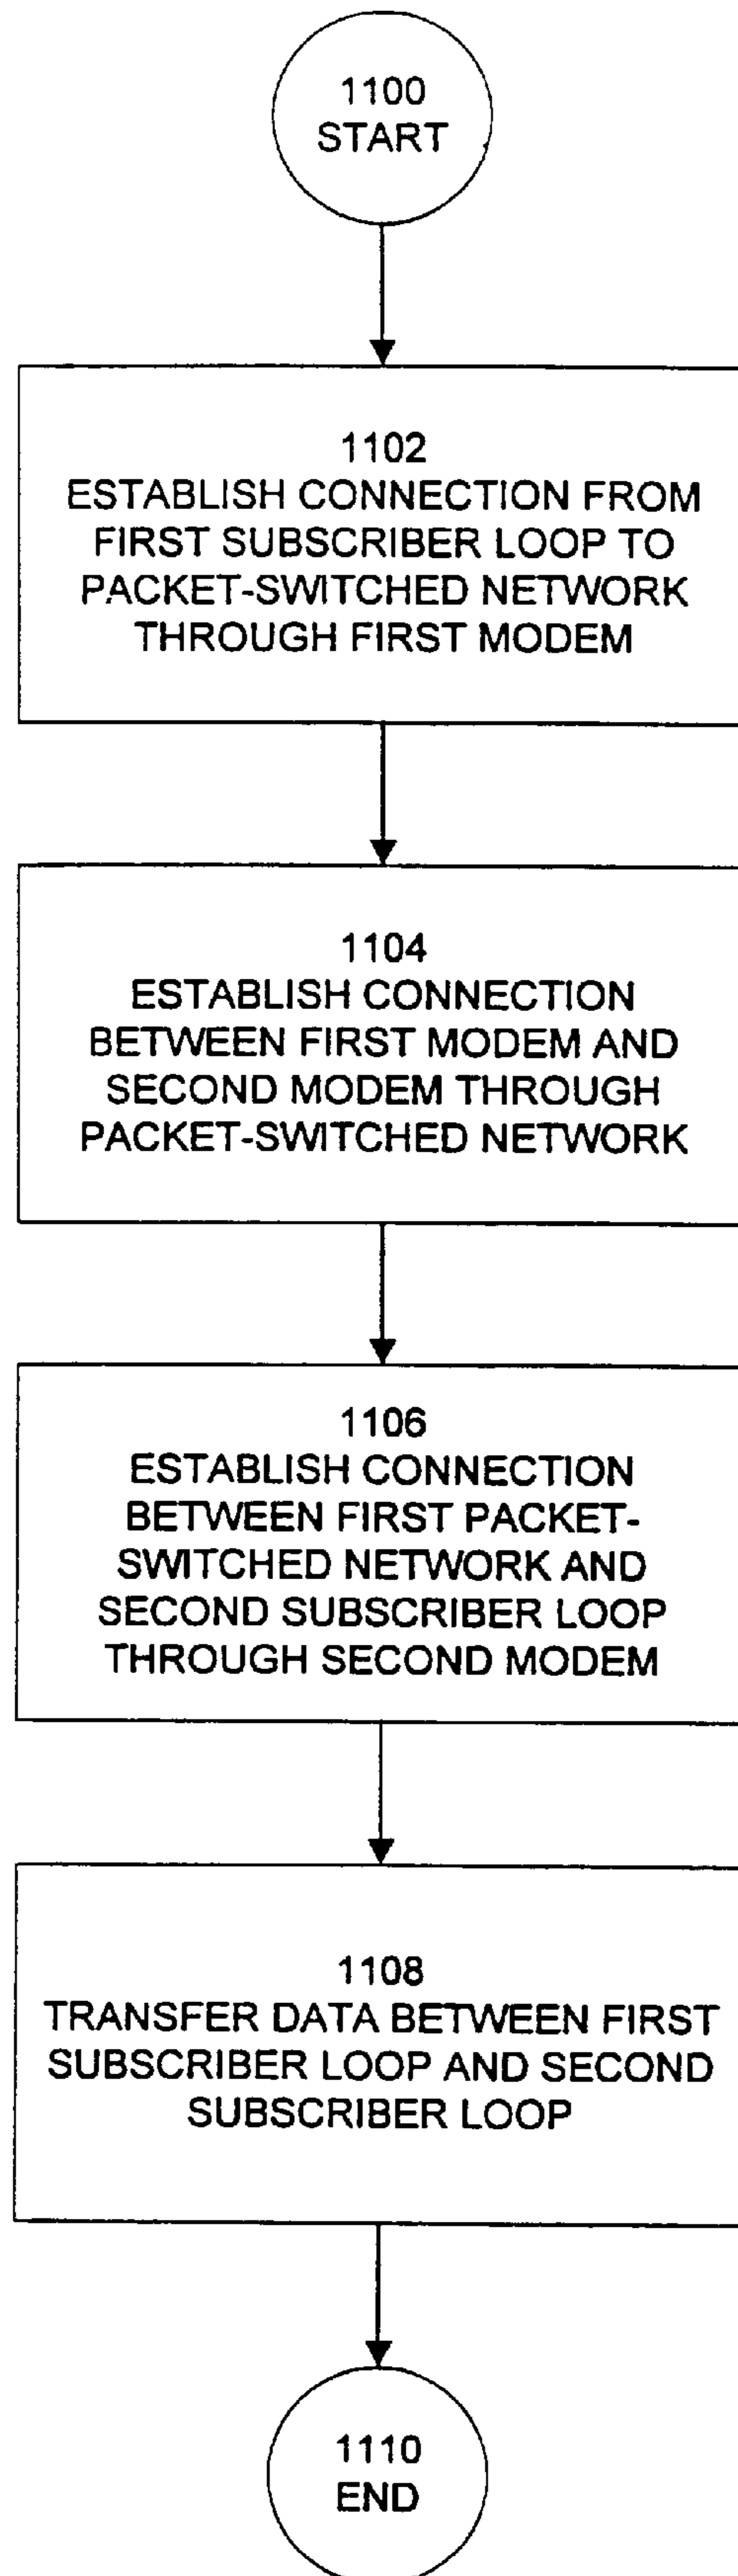 1100
START
1102
ESTABLISH CONNECTION FROM
FIRST SUBSCRIBER LOOP TO
PACKET-SWITCHED NETWORK
THROUGH FIRST MODEM
1104
ESTABLISH CONNECTION
BETWEEN FIRST MODEM AND
SECOND MODEM THROUGH
PACKET-SWITCHED NETWORK
1106
ESTABLISH CONNECTION
BETWEEN FIRST PACKET-
SWITCHED NETWORK AND
SECOND SUBSCRIBER LOOP
THROUGH SECOND MODEM
1108
TRANSFER DATA BETWEEN FIRST
SUBSCRIBER LOOP AND SECOND
SUBSCRIBER LOOP
1110
END